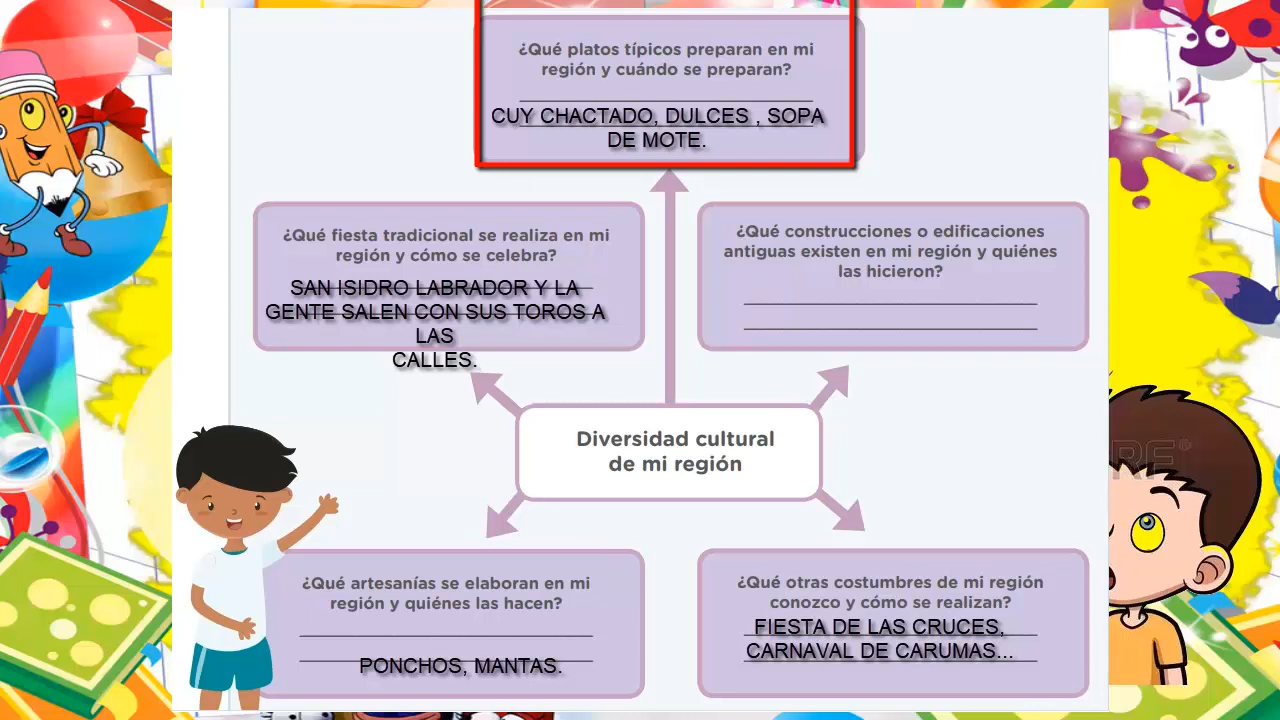 ¿Qué platos típicos preparan en mi
región y cuándo se preparan?
CUY CHACTADO, DULCES , SOPA
DE MOTE.
¿Qué fiesta tradicional se realiza en mi
región y cómo se celebra?
SAN ISIDRO LABRADOR Y LA
GENTE SALEN CON SUS TOROS A
LAS
CALLES.
¿Qué construcciones o edificaciones
antiguas existen en mi región y quiénes
las hicieron?
Diversidad cultural
de mi región
¿Qué artesanías se elaboran en mi
región y quiénes las hacen?
PONCHOS, MANTAS.
¿Qué otras costumbres de mi región
conozco y cómo se realizan?
FIESTA DE LAS CRUCES,
CARNAVAL DE CARUMAS...